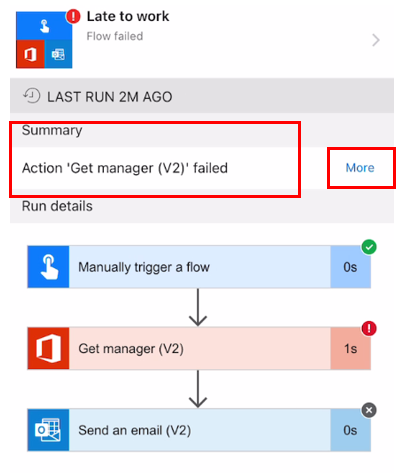 Late to work
Flow failed
LAST RUN 2M AGO
Summary
Action 'Get manager (V2)' failed
More
Run details
Manually trigger a flow 0s
Get manager (V2) 1s
Send an email (V2) 0s